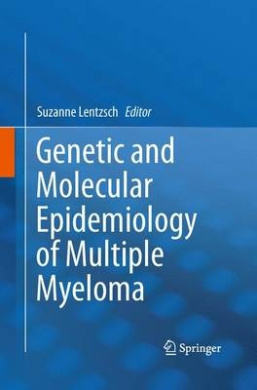 Suzanne Lentzsch Editor
Genetic and
Molecular
Epidemiology
of Multiple
Myeloma
Springer